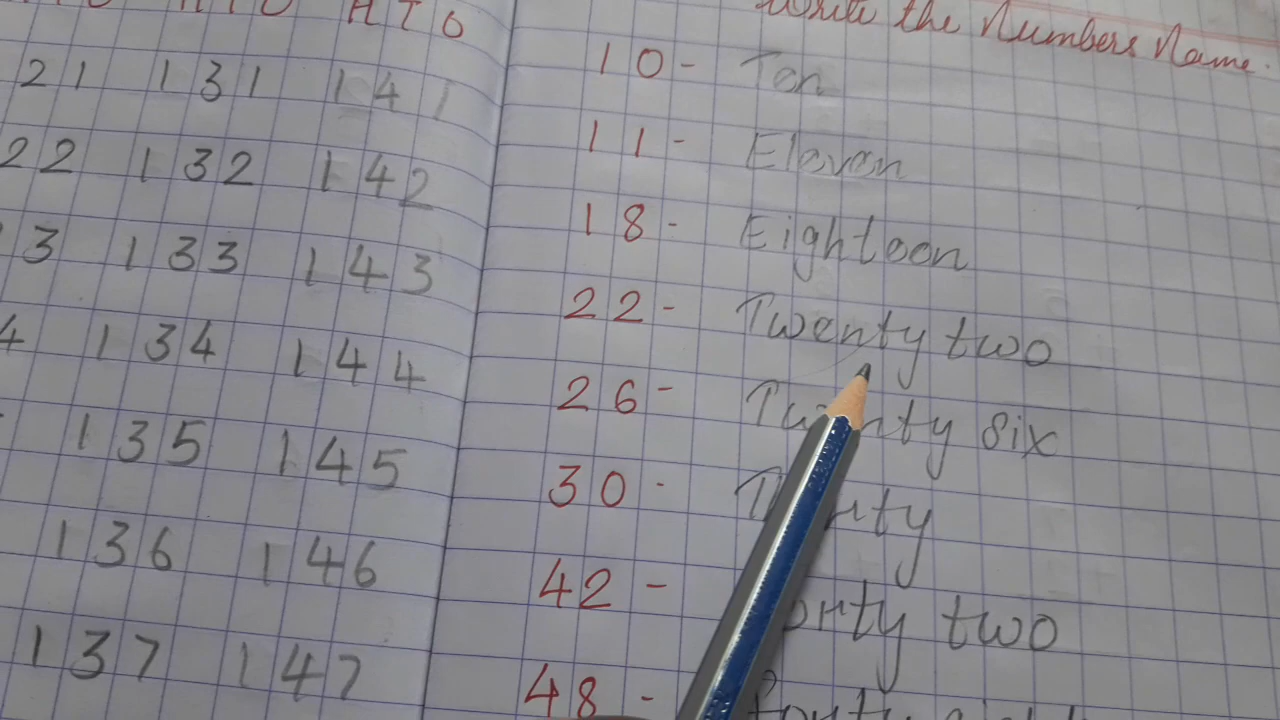 H T O
21 131 141
22 132 142
3 133 143
4 134 144
135 145
136 146
137 147
Write the Numbers Name.
10 - Ten
11 - Eleven
18 - Eighteen
22 - Twenty two
26 - Twenty six
30 - Thirty
42 - Forty two
48 - forty eight